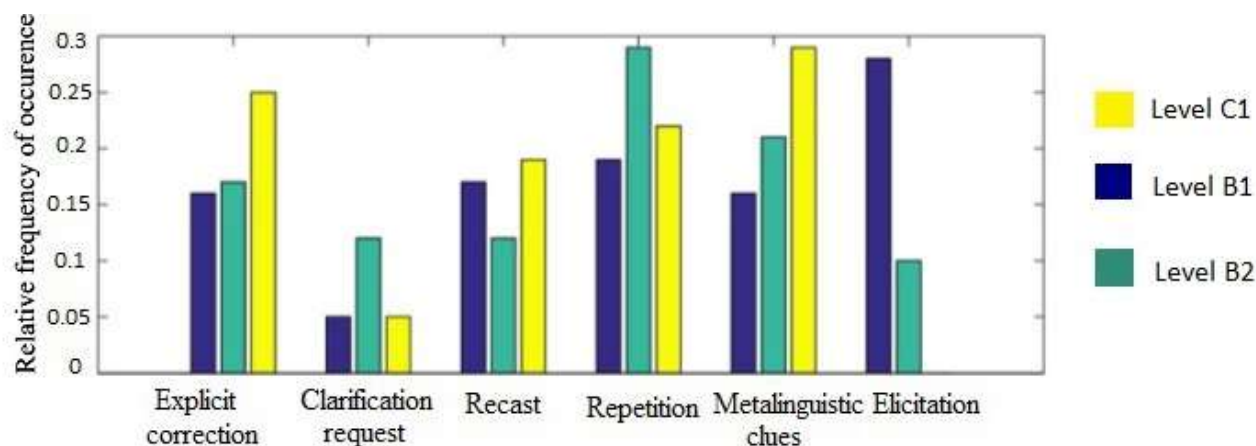 Relative frequency of occurence
0.3
0.25
0.2
0.15
0.1
0.05
0
Explicit
correction
Clarification
request
Recast
Repetition
Metalinguistic
clues
Elicitation
Level C1
Level B1
Level B2